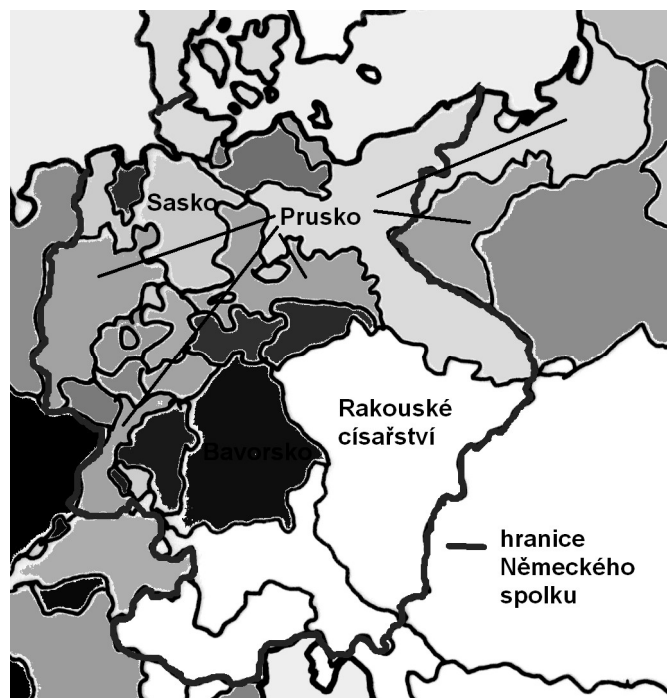 Sasko
Prusko
Rakouské
císařství
Bavorsko
hranice
Německého
spolku